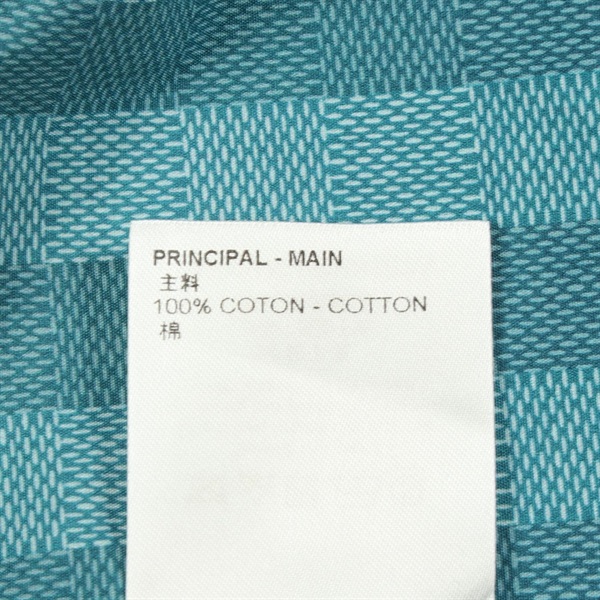 PRINCIPAL - MAIN
主料
100% COTON - COTTON
棉